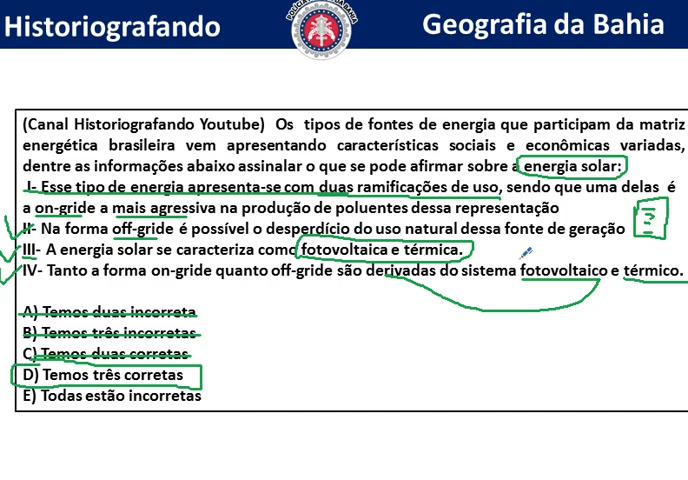 Historiografando
Geografia da Bahia
(Canal Historiografando Youtube) Os tipos de fontes de energia que participam da matriz
energética brasileira vem apresentando características sociais e econômicas variadas,
dentre as informações abaixo assinalar o que se pode afirmar sobre a energia solar:
I- Esse tipo de energia apresenta-se com duas ramificações de uso, sendo que uma delas é
a on-gride a mais agressiva na produção de poluentes dessa representação
II- Na forma off-gride é possível o desperdício do uso natural dessa fonte de geração
III- A energia solar se caracteriza como fotovoltaica e térmica.
IV- Tanto a forma on-gride quanto off-gride são derivadas do sistema fotovoltaico e térmico.
A) Temos duas incorreta
B) Temos três incorretas
C) Temos duas corretas
D) Temos três corretas
E) Todas estão incorretas